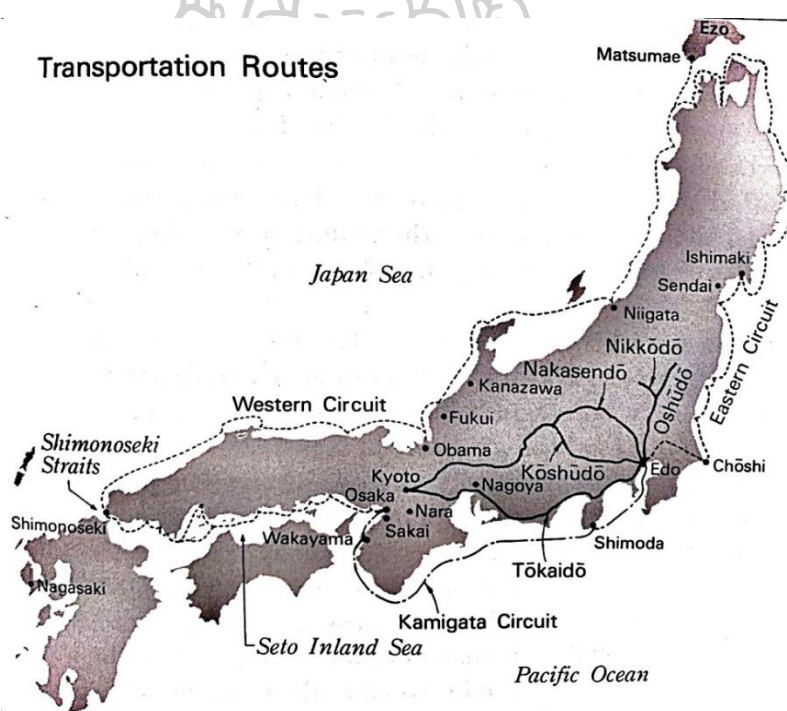 Transportation Routes
Ezo
Matsumae
Japan Sea
Ishimaki
Sendai
Niigata
Nikkōdō
Nakasendō
Oshūdō
Eastern Circuit
Kanazawa
Western Circuit
Fukui
Shimonoseki
Straits
Obama
Kyoto
Kōshūdō
Edo
Chōshi
Osaka
Nagoya
Nara
Shimonoseki
Sakai
Wakayama
Shimoda
Tōkaidō
Nagasaki
Kamigata Circuit
Seto Inland Sea
Pacific Ocean